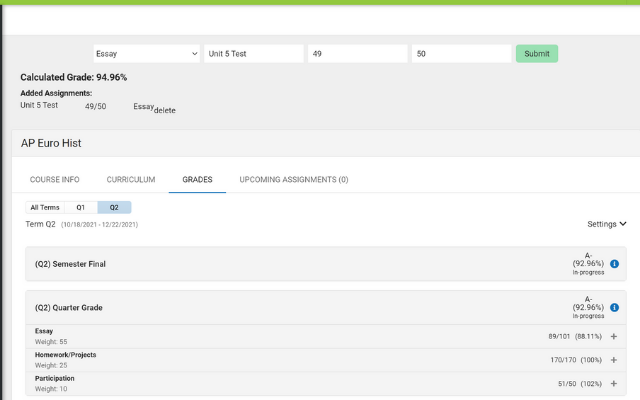 Essay Unit 5 Test 49 50 Submit
Calculated Grade: 94.96%
Added Assignments:
Unit 5 Test 49/50 Essay delete
AP Euro Hist
COURSE INFO CURRICULUM GRADES UPCOMING ASSIGNMENTS (0)
All Terms Q1 Q2
Term Q2 (10/18/2021 - 12/22/2021) Settings
(Q2) Semester Final
A-
(92.96%)
In-progress
(Q2) Quarter Grade
A-
(92.96%)
In-progress
Essay
Weight: 55
89/101 (88.11%)
Homework/Projects
Weight: 25
170/170 (100%)
Participation
Weight: 10
51/50 (102%)